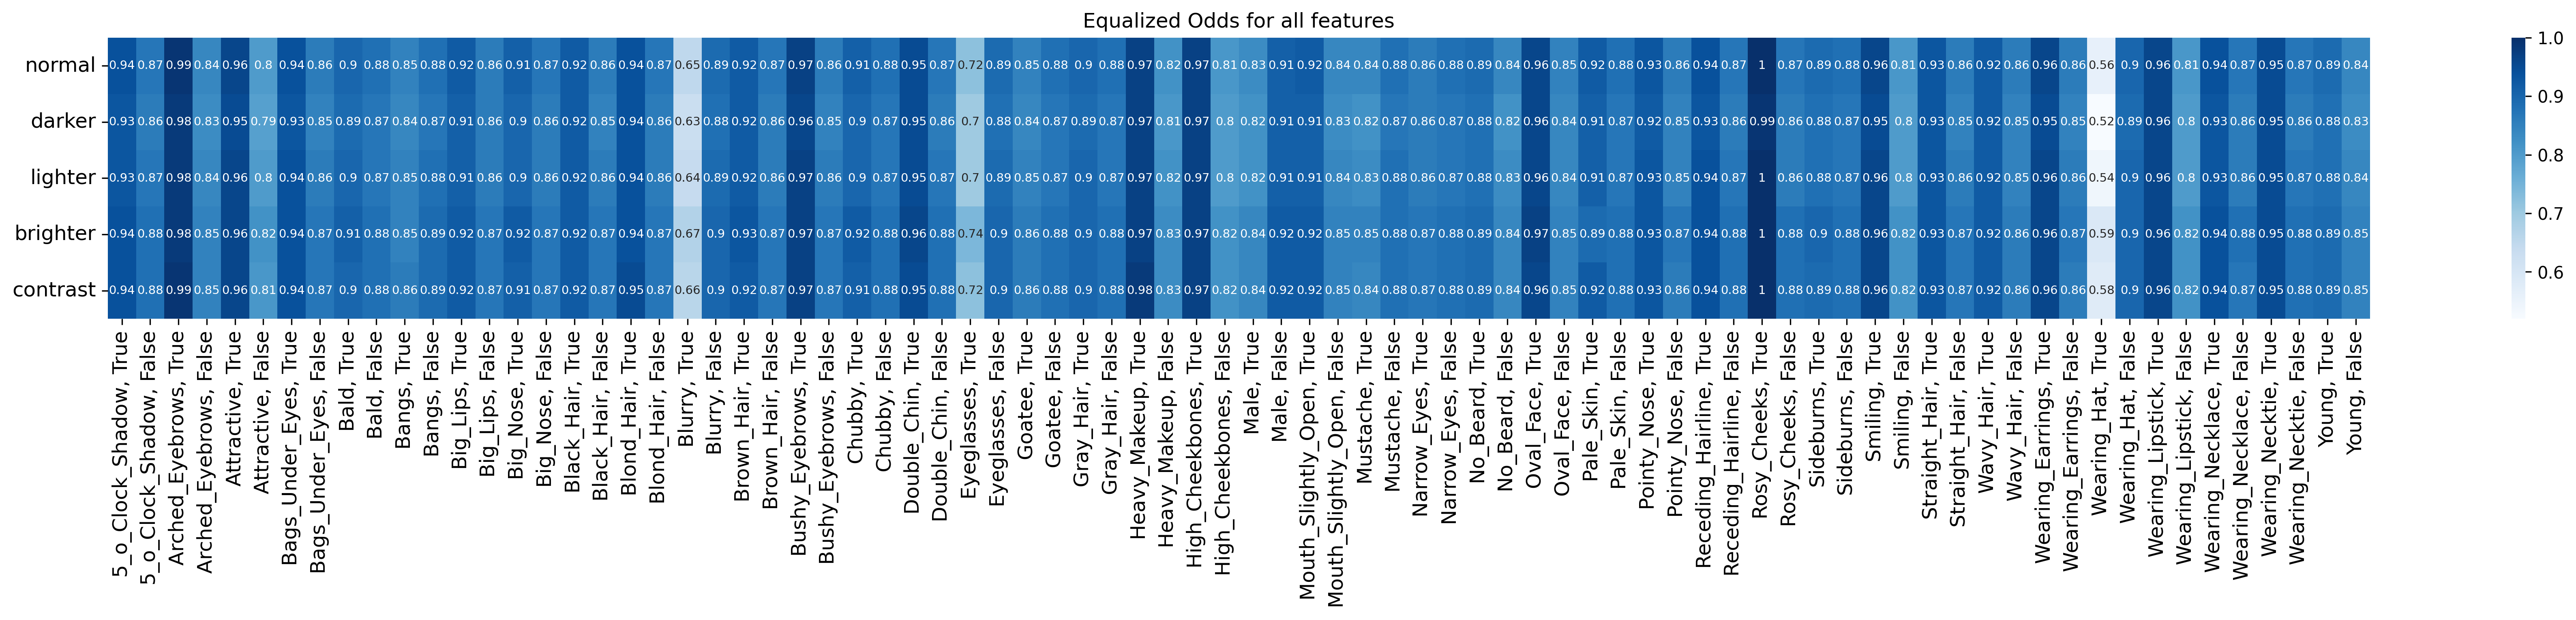 Equalized Odds for all features
normal 0.94 0.87 0.99 0.84 0.96 0.8 0.94 0.86 0.9 0.88 0.85 0.88 0.92 0.86 0.91 0.87 0.92 0.86 0.94 0.87 0.65 0.89 0.92 0.87 0.97 0.86 0.91 0.88 0.95 0.87 0.72 0.89 0.85 0.88 0.9 0.88 0.97 0.82 0.97 0.81 0.83 0.91 0.92 0.84 0.84 0.88 0.86 0.88 0.89 0.84 0.96 0.85 0.92 0.88 0.93 0.86 0.94 0.87 1 0.87 0.89 0.88 0.96 0.81 0.93 0.86 0.92 0.86 0.96 0.86 0.56 0.9 0.96 0.81 0.94 0.87 0.95 0.87 0.89 0.84
darker 0.93 0.86 0.98 0.83 0.95 0.79 0.93 0.85 0.89 0.87 0.84 0.87 0.91 0.86 0.9 0.86 0.92 0.85 0.94 0.86 0.63 0.88 0.92 0.86 0.96 0.85 0.9 0.87 0.95 0.86 0.7 0.88 0.84 0.87 0.89 0.87 0.97 0.81 0.97 0.8 0.82 0.91 0.91 0.83 0.82 0.87 0.86 0.87 0.88 0.82 0.96 0.84 0.91 0.87 0.92 0.85 0.93 0.86 0.99 0.86 0.88 0.87 0.95 0.8 0.93 0.85 0.92 0.85 0.95 0.85 0.52 0.89 0.96 0.8 0.93 0.86 0.95 0.86 0.88 0.83
lighter 0.93 0.87 0.98 0.84 0.96 0.8 0.94 0.86 0.9 0.87 0.85 0.88 0.91 0.86 0.9 0.86 0.92 0.86 0.94 0.86 0.64 0.89 0.92 0.86 0.97 0.86 0.9 0.87 0.95 0.87 0.7 0.89 0.85 0.87 0.9 0.87 0.97 0.82 0.97 0.8 0.82 0.91 0.91 0.84 0.83 0.88 0.86 0.87 0.88 0.83 0.96 0.84 0.91 0.87 0.93 0.85 0.94 0.87 1 0.86 0.88 0.87 0.96 0.8 0.93 0.86 0.92 0.85 0.96 0.86 0.54 0.9 0.96 0.8 0.93 0.86 0.95 0.87 0.88 0.84
brighter 0.94 0.88 0.98 0.85 0.96 0.82 0.94 0.87 0.91 0.88 0.85 0.89 0.92 0.87 0.92 0.87 0.92 0.87 0.94 0.87 0.67 0.9 0.93 0.87 0.97 0.87 0.92 0.88 0.96 0.88 0.74 0.9 0.86 0.88 0.9 0.88 0.97 0.83 0.97 0.82 0.84 0.92 0.92 0.85 0.85 0.88 0.87 0.88 0.89 0.84 0.97 0.85 0.89 0.88 0.93 0.87 0.94 0.88 1 0.88 0.9 0.88 0.96 0.82 0.93 0.87 0.92 0.86 0.96 0.87 0.59 0.9 0.96 0.82 0.94 0.88 0.95 0.88 0.89 0.85
contrast 0.94 0.88 0.99 0.85 0.96 0.81 0.94 0.87 0.9 0.88 0.86 0.89 0.92 0.87 0.91 0.87 0.92 0.87 0.95 0.87 0.66 0.9 0.92 0.87 0.97 0.87 0.91 0.88 0.95 0.88 0.72 0.9 0.86 0.88 0.9 0.88 0.98 0.83 0.97 0.82 0.84 0.92 0.92 0.85 0.84 0.88 0.87 0.88 0.89 0.84 0.96 0.85 0.92 0.88 0.93 0.86 0.94 0.88 1 0.88 0.89 0.88 0.96 0.82 0.93 0.87 0.92 0.86 0.96 0.86 0.58 0.9 0.96 0.82 0.94 0.87 0.95 0.88 0.89 0.85
5_o_Clock_Shadow, True
5_o_Clock_Shadow, False
Arched_Eyebrows, True
Arched_Eyebrows, False
Attractive, True
Attractive, False
Bags_Under_Eyes, True
Bags_Under_Eyes, False
Bald, True
Bald, False
Bangs, True
Bangs, False
Big_Lips, True
Big_Lips, False
Big_Nose, True
Big_Nose, False
Black_Hair, True
Black_Hair, False
Blond_Hair, True
Blond_Hair, False
Blurry, True
Blurry, False
Brown_Hair, True
Brown_Hair, False
Bushy_Eyebrows, True
Bushy_Eyebrows, False
Chubby, True
Chubby, False
Double_Chin, True
Double_Chin, False
Eyeglasses, True
Eyeglasses, False
Goatee, True
Goatee, False
Gray_Hair, True
Gray_Hair, False
Heavy_Makeup, True
Heavy_Makeup, False
High_Cheekbones, True
High_Cheekbones, False
Male, True
Male, False
Mouth_Slightly_Open, True
Mouth_Slightly_Open, False
Mustache, True
Mustache, False
Narrow_Eyes, True
Narrow_Eyes, False
No_Beard, True
No_Beard, False
Oval_Face, True
Oval_Face, False
Pale_Skin, True
Pale_Skin, False
Pointy_Nose, True
Pointy_Nose, False
Receding_Hairline, True
Receding_Hairline, False
Rosy_Cheeks, True
Rosy_Cheeks, False
Sideburns, True
Sideburns, False
Smiling, True
Smiling, False
Straight_Hair, True
Straight_Hair, False
Wavy_Hair, True
Wavy_Hair, False
Wearing_Earrings, True
Wearing_Earrings, False
Wearing_Hat, True
Wearing_Hat, False
Wearing_Lipstick, True
Wearing_Lipstick, False
Wearing_Necklace, True
Wearing_Necklace, False
Wearing_Necktie, True
Wearing_Necktie, False
Young, True
Young, False
1.0
0.9
0.8
0.7
0.6